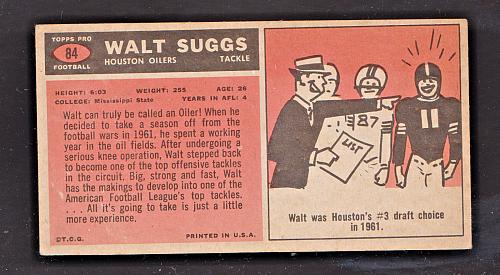 TOPPS PRO
84
FOOTBALL
WALT SUGGS
HOUSTON OILERS TACKLE
HEIGHT: 6:03 WEIGHT: 255 AGE: 26
COLLEGE: Mississippi State YEARS IN AFL: 4
Walt can truly be called an Oiler! When he
decided to take a season off from the
football wars in 1961, he spent a working
year in the oil fields. After undergoing a
serious knee operation, Walt stepped back
to become one of the top offensive tackles
in the circuit. Big, strong and fast, Walt
has the makings to develop into one of the
American Football League's top tackles.
. . . All it's going to take is just a little
more experience.
©T.C.G. PRINTED IN U.S.A.
87
11
LIST
Walt was Houston's #3 draft choice
in 1961.